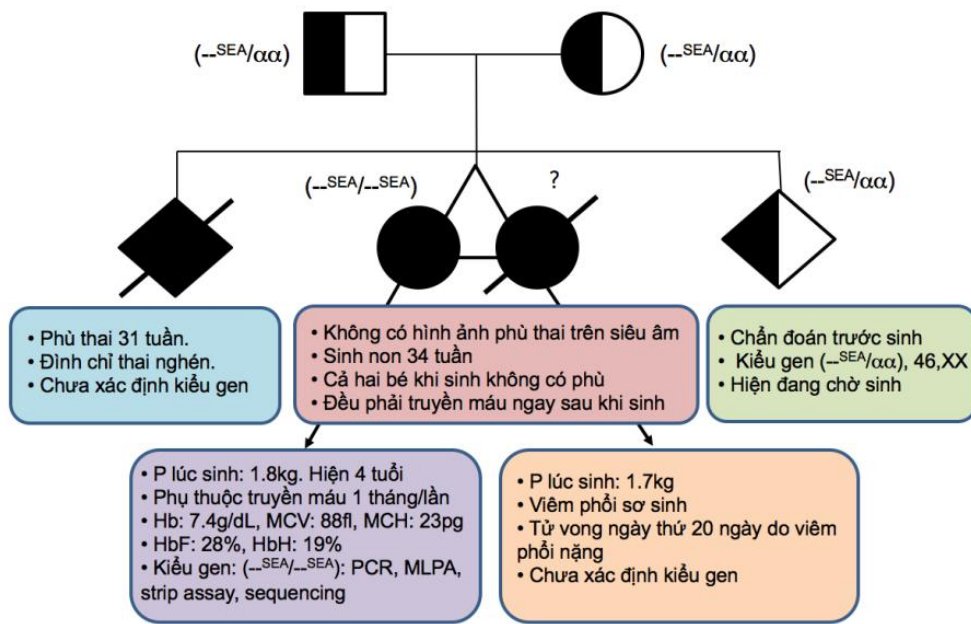 (--SEA/αα)
(--SEA/αα)
(--SEA/--SEA)
?
(--SEA/αα)
• Phù thai 31 tuần.
• Đình chỉ thai nghén.
• Chưa xác định kiểu gen
• Không có hình ảnh phù thai trên siêu âm
• Sinh non 34 tuần
• Cả hai bé khi sinh không có phù
• Đều phải truyền máu ngay sau khi sinh
• Chẩn đoán trước sinh
• Kiểu gen (--SEA/αα), 46,XX
• Hiện đang chờ sinh
• P lúc sinh: 1.8kg. Hiện 4 tuổi
• Phụ thuộc truyền máu 1 tháng/lần
• Hb: 7.4g/dL, MCV: 88fl, MCH: 23pg
• HbF: 28%, HbH: 19%
• Kiểu gen: (--SEA/--SEA): PCR, MLPA,
strip assay, sequencing
• P lúc sinh: 1.7kg
• Viêm phổi sơ sinh
• Tử vong ngày thứ 20 ngày do viêm
phổi nặng
• Chưa xác định kiểu gen